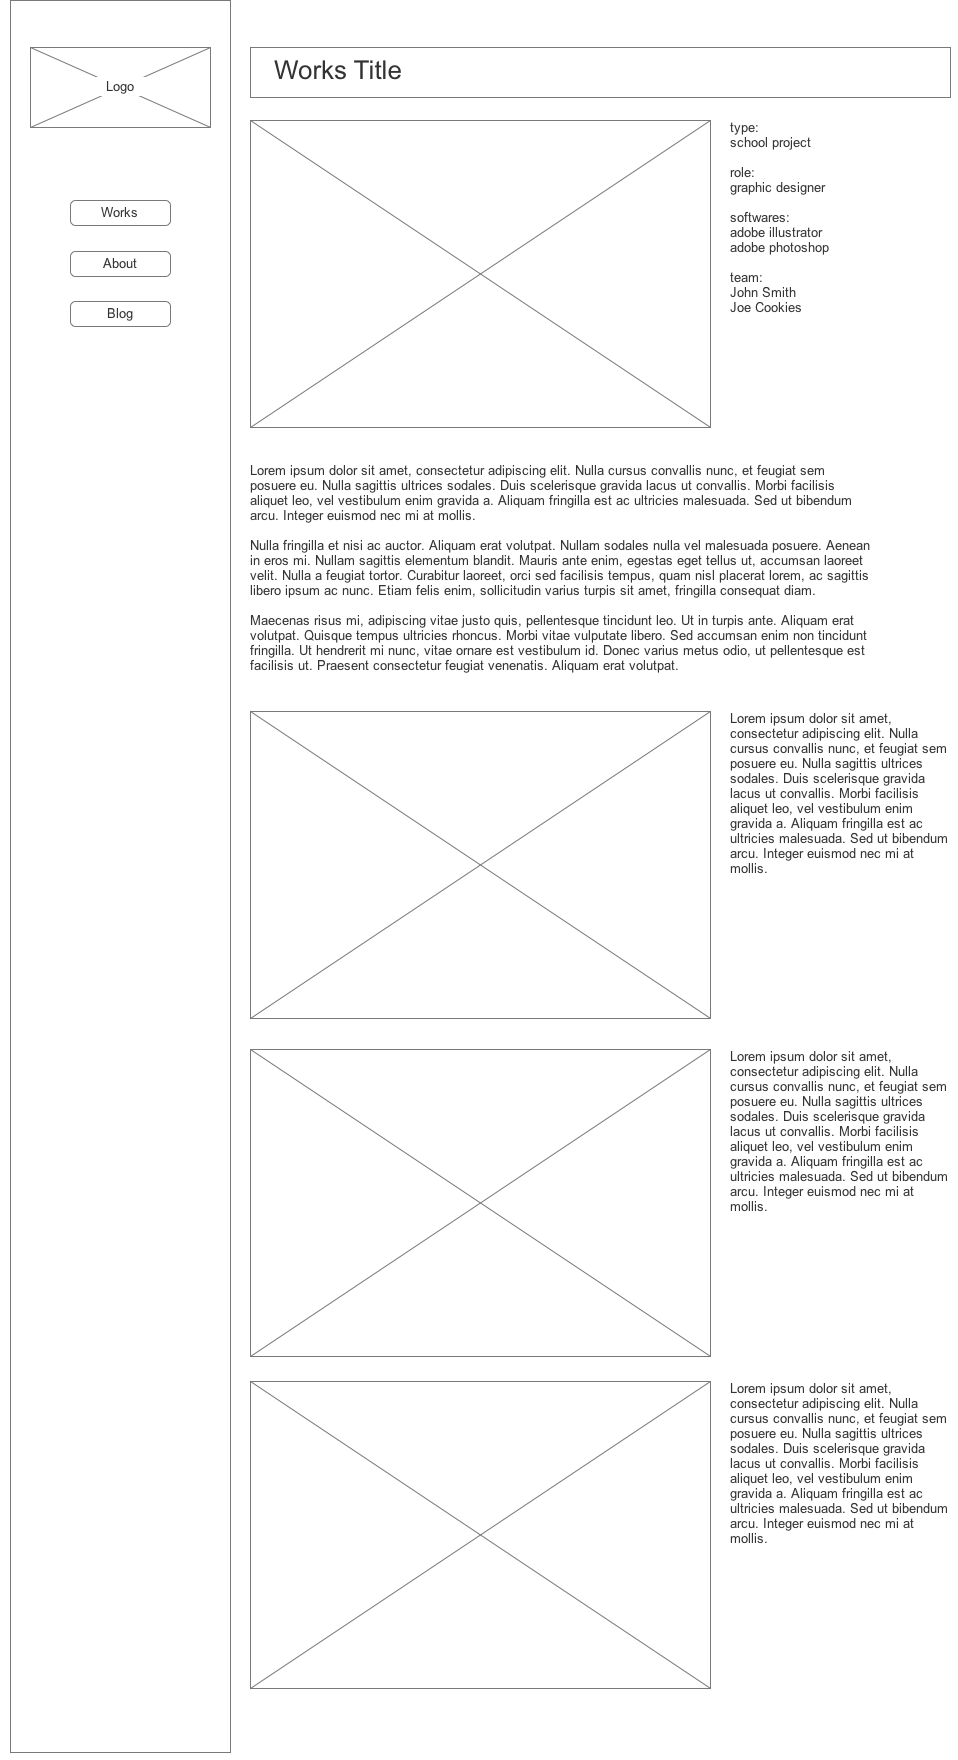 Logo
Works
About
Blog
Works Title
type:
school project
role:
graphic designer
softwares:
adobe illustrator
adobe photoshop
team:
John Smith
Joe Cookies
Lorem ipsum dolor sit amet, consectetur adipiscing elit. Nulla cursus convallis nunc, et feugiat sem
posuere eu. Nulla sagittis ultrices sodales. Duis scelerisque gravida lacus ut convallis. Morbi facilisis
aliquet leo, vel vestibulum enim gravida a. Aliquam fringilla est ac ultricies malesuada. Sed ut bibendum
arcu. Integer euismod nec mi at mollis.
Nulla fringilla et nisi ac auctor. Aliquam erat volutpat. Nullam sodales nulla vel malesuada posuere. Aenean
in eros mi. Nullam sagittis elementum blandit. Mauris ante enim, egestas eget tellus ut, accumsan laoreet
velit. Nulla a feugiat tortor. Curabitur laoreet, orci sed facilisis tempus, quam nisl placerat lorem, ac sagittis
libero ipsum ac nunc. Etiam felis enim, sollicitudin varius turpis sit amet, fringilla consequat diam.
Maecenas risus mi, adipiscing vitae justo quis, pellentesque tincidunt leo. Ut in turpis ante. Aliquam erat
volutpat. Quisque tempus ultricies rhoncus. Morbi vitae vulputate libero. Sed accumsan enim non tincidunt
fringilla. Ut hendrerit mi nunc, vitae ornare est vestibulum id. Donec varius metus odio, ut pellentesque est
facilisis ut. Praesent consectetur feugiat venenatis. Aliquam erat volutpat.
Lorem ipsum dolor sit amet,
consectetur adipiscing elit. Nulla
cursus convallis nunc, et feugiat sem
posuere eu. Nulla sagittis ultrices
sodales. Duis scelerisque gravida
lacus ut convallis. Morbi facilisis
aliquet leo, vel vestibulum enim
gravida a. Aliquam fringilla est ac
ultricies malesuada. Sed ut bibendum
arcu. Integer euismod nec mi at
mollis.
Lorem ipsum dolor sit amet,
consectetur adipiscing elit. Nulla
cursus convallis nunc, et feugiat sem
posuere eu. Nulla sagittis ultrices
sodales. Duis scelerisque gravida
lacus ut convallis. Morbi facilisis
aliquet leo, vel vestibulum enim
gravida a. Aliquam fringilla est ac
ultricies malesuada. Sed ut bibendum
arcu. Integer euismod nec mi at
mollis.
Lorem ipsum dolor sit amet,
consectetur adipiscing elit. Nulla
cursus convallis nunc, et feugiat sem
posuere eu. Nulla sagittis ultrices
sodales. Duis scelerisque gravida
lacus ut convallis. Morbi facilisis
aliquet leo, vel vestibulum enim
gravida a. Aliquam fringilla est ac
ultricies malesuada. Sed ut bibendum
arcu. Integer euismod nec mi at
mollis.